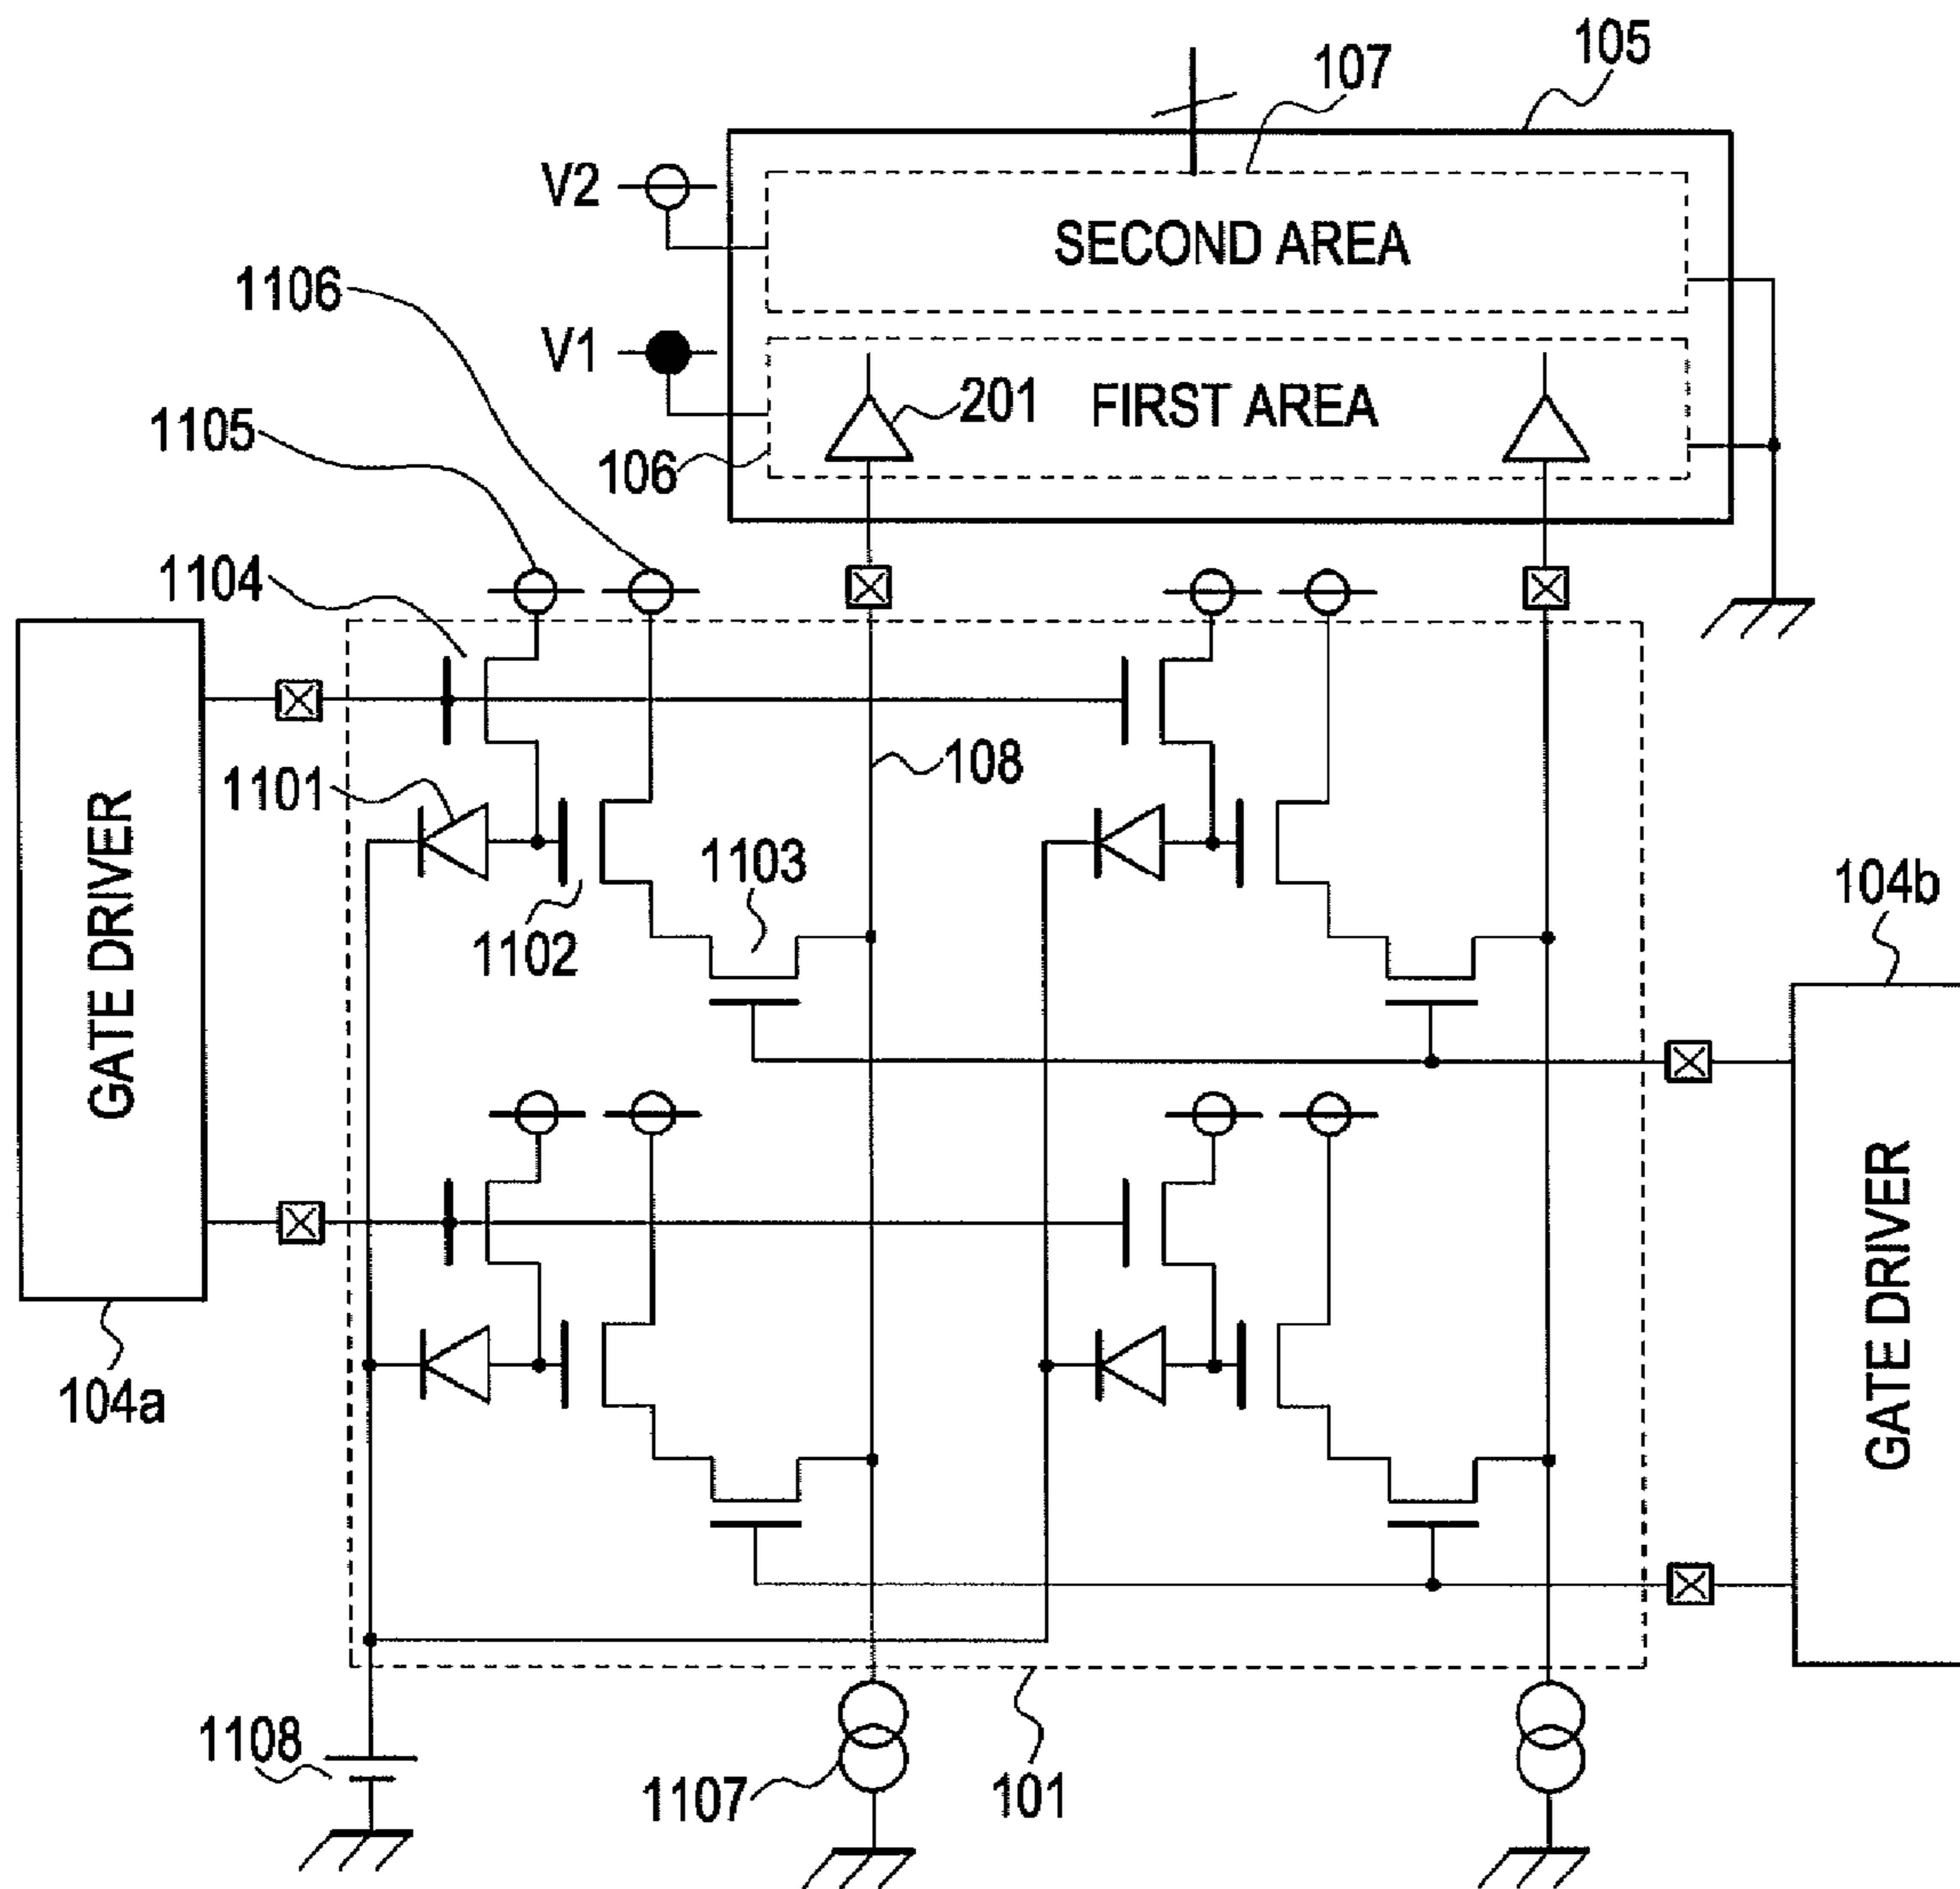 105
107
V2
SECOND AREA
1106
V1
201
FIRST AREA
1105
106
1104
108
1101
GATE DRIVER
1103
104b
1102
GATE DRIVER
104a
1108
1107
101